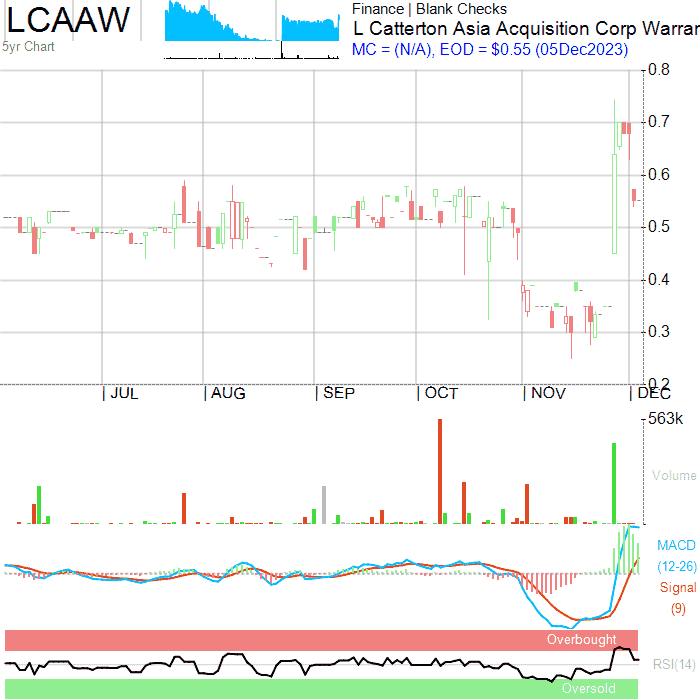 LCAAW
5yr Chart
Finance | Blank Checks
L Catterton Asia Acquisition Corp Warran
MC = (N/A), EOD = $0.55 (05Dec2023)
0.8
0.7
0.6
0.5
0.4
0.3
0.2
| JUL | AUG | SEP | OCT | NOV | DEC
563k
Volume
MACD
(12-26)
Signal
(9)
Overbought
RSI(14)
Oversold